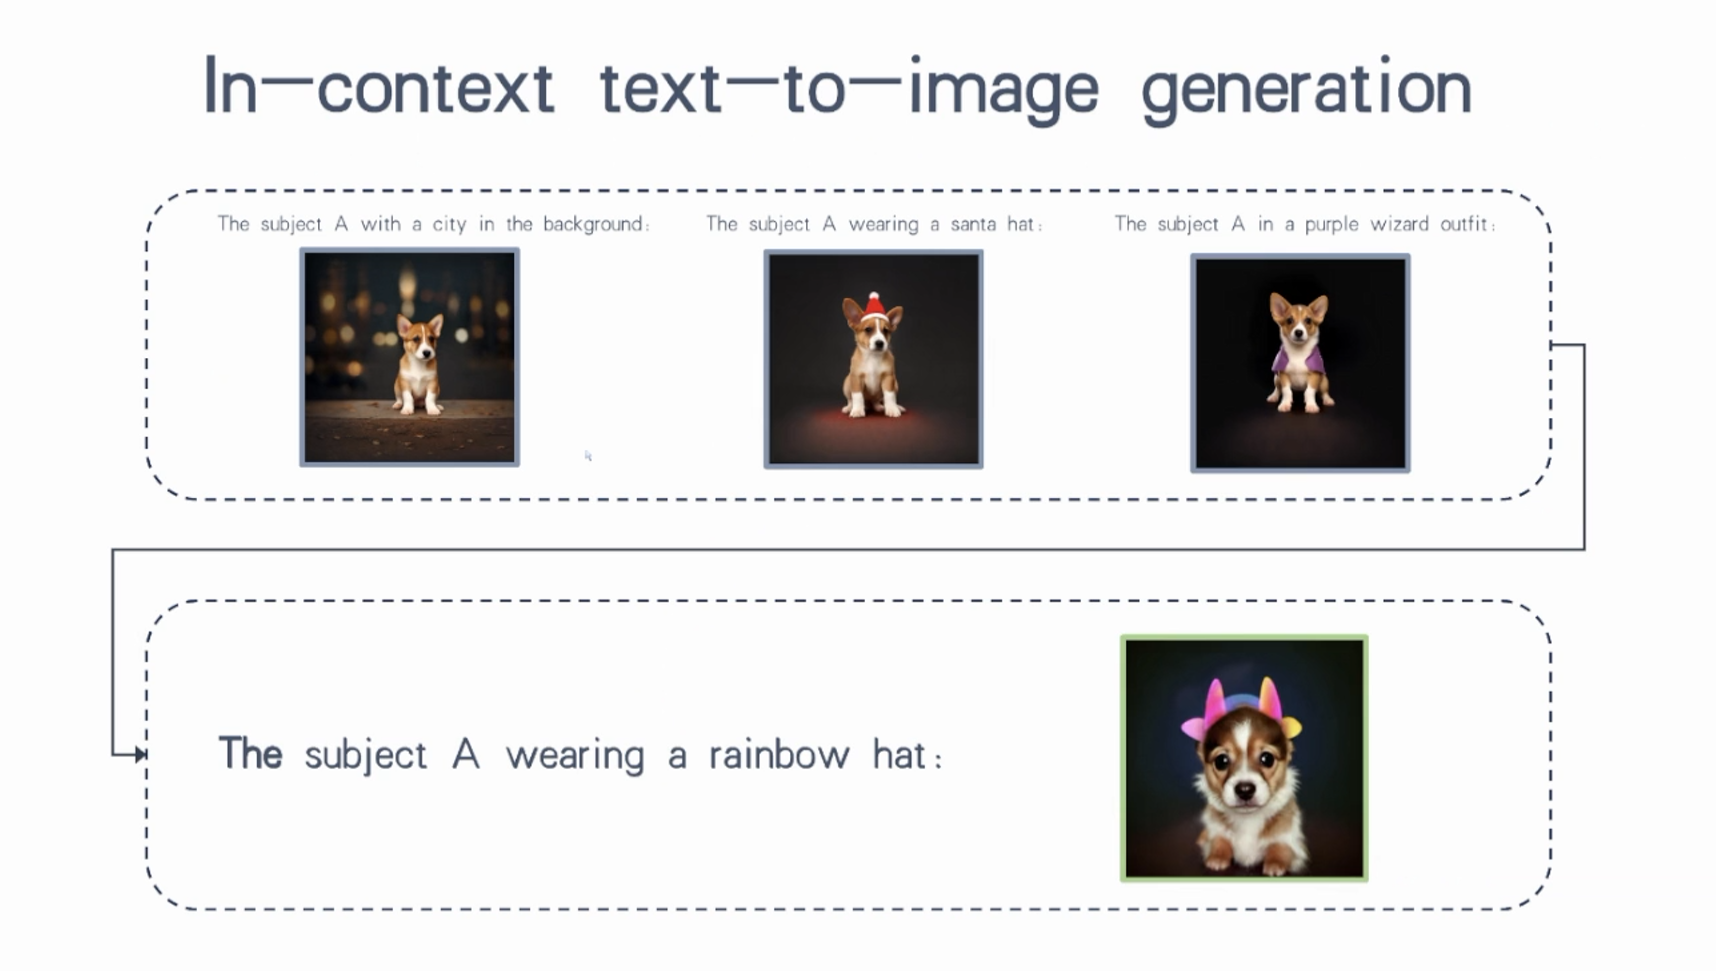 In-context text-to-image generation
The subject A with a city in the background:
The subject A wearing a santa hat:
The subject A in a purple wizard outfit:
The subject A wearing a rainbow hat: